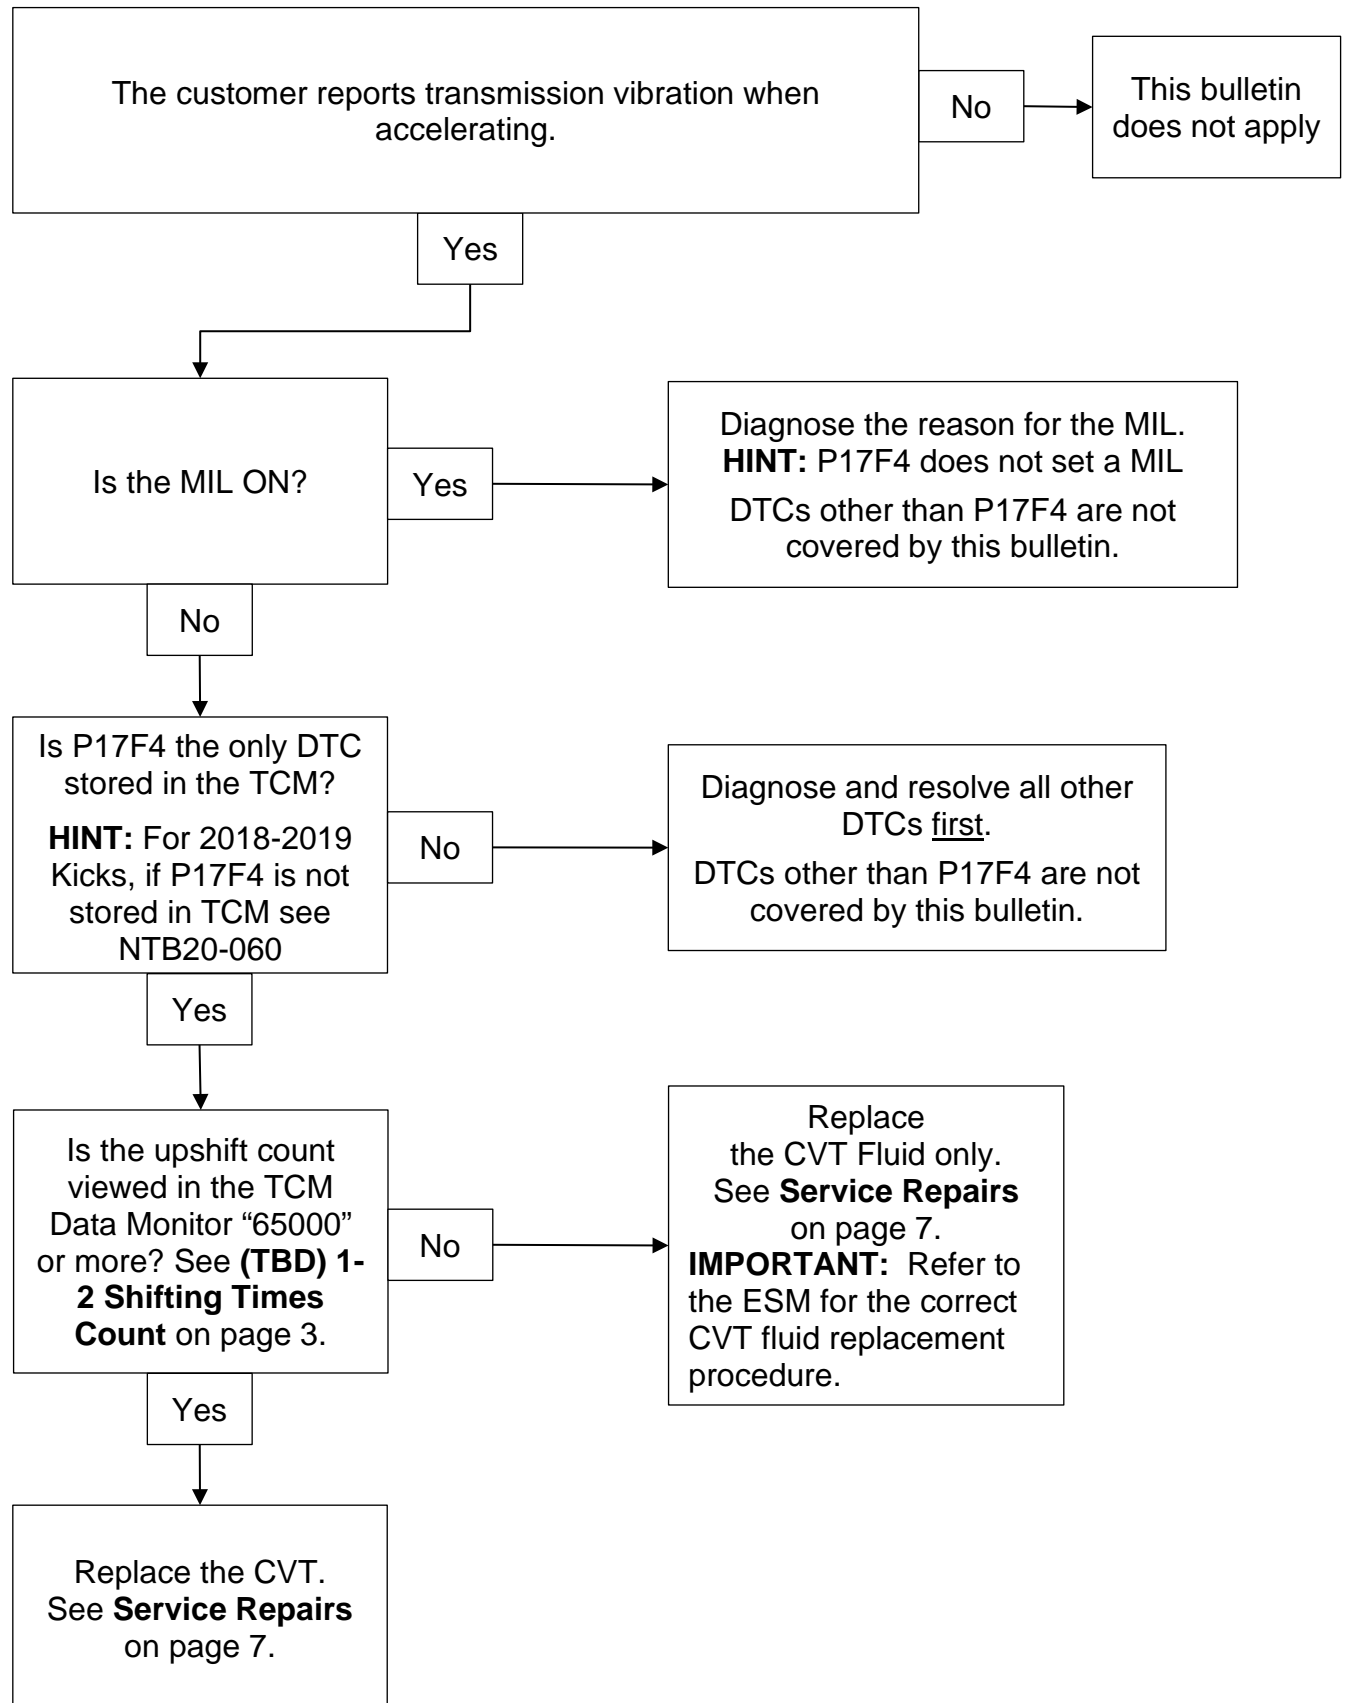 The customer reports transmission vibration when
accelerating.
No
This bulletin
does not apply
Yes
Is the MIL ON?
Yes
Diagnose the reason for the MIL.
HINT: P17F4 does not set a MIL
DTCs other than P17F4 are not
covered by this bulletin.
No
Is P17F4 the only DTC
stored in the TCM?
HINT: For 2018-2019
Kicks, if P17F4 is not
stored in TCM see
NTB20-060
No
Diagnose and resolve all other
DTCs first.
DTCs other than P17F4 are not
covered by this bulletin.
Yes
Is the upshift count
viewed in the TCM
Data Monitor “65000”
or more? See (TBD) 1-
2 Shifting Times
Count on page 3.
No
Replace
the CVT Fluid only.
See Service Repairs
on page 7.
IMPORTANT:  Refer to
the ESM for the correct
CVT fluid replacement
procedure.
Yes
Replace the CVT.
See Service Repairs
on page 7.